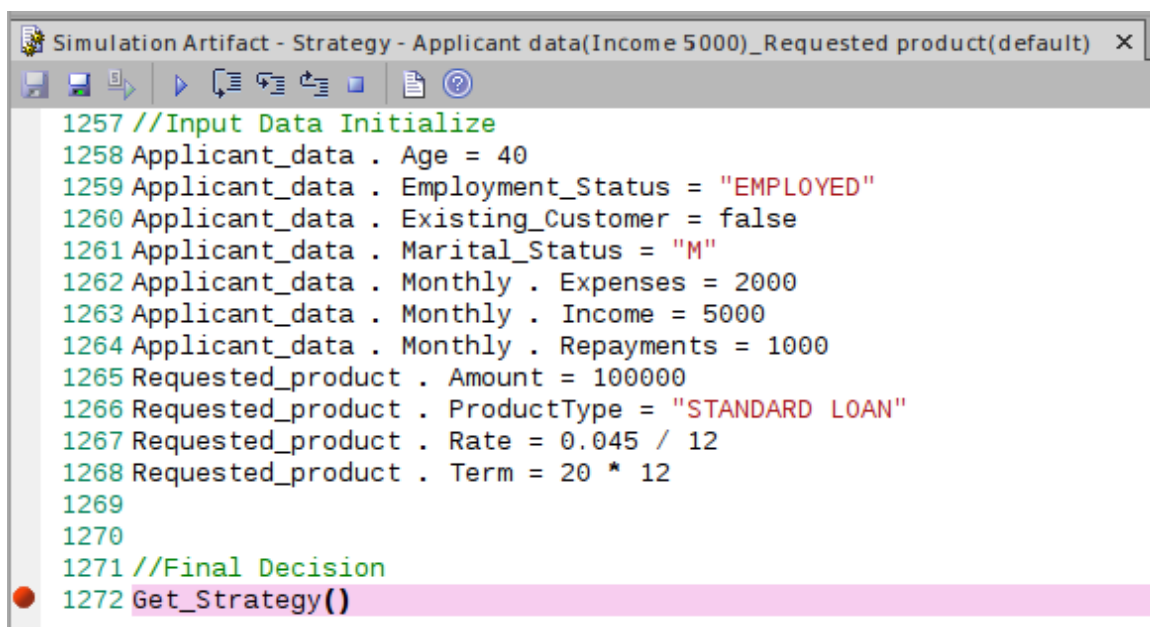 Simulation Artifact - Strategy - Applicant data(Income 5000)_Requested product(default)
1257 //Input Data Initialize
1258 Applicant_data . Age = 40
1259 Applicant_data . Employment_Status = "EMPLOYED"
1260 Applicant_data . Existing_Customer = false
1261 Applicant_data . Marital_Status = "M"
1262 Applicant_data . Monthly . Expenses = 2000
1263 Applicant_data . Monthly . Income = 5000
1264 Applicant_data . Monthly . Repayments = 1000
1265 Requested_product . Amount = 100000
1266 Requested_product . ProductType = "STANDARD LOAN"
1267 Requested_product . Rate = 0.045 / 12
1268 Requested_product . Term = 20 * 12
1269
1270
1271 //Final Decision
1272 Get_Strategy()